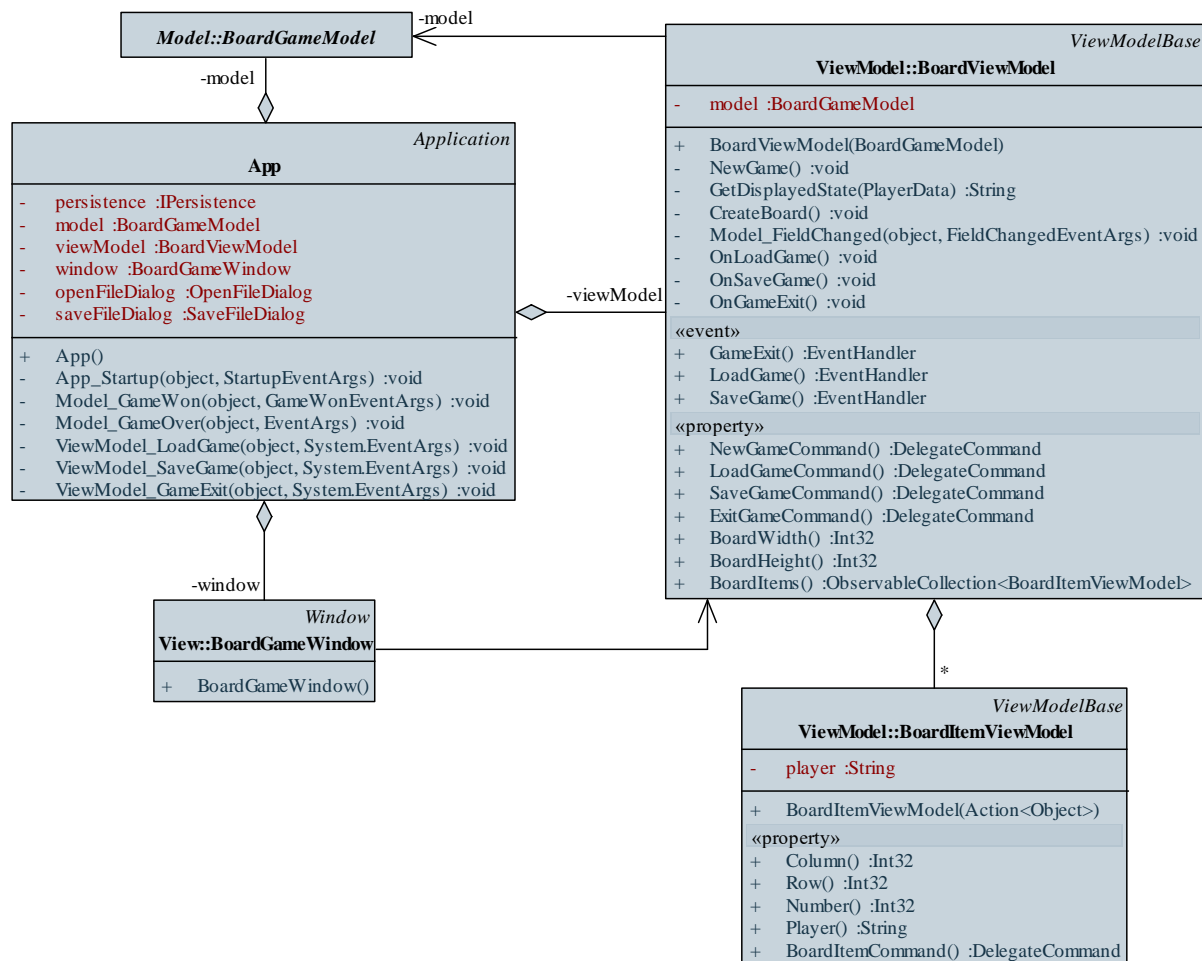 Model::BoardGameModel
-model
-model
Application
App
- persistence :IPersistence
- model :BoardGameModel
- viewModel :BoardViewModel
- window :BoardGameWindow
- openFileDialog :OpenFileDialog
- saveFileDialog :SaveFileDialog
+ App()
- App_Startup(object, StartupEventArgs) :void
- Model_GameWon(object, GameWonEventArgs) :void
- Model_GameOver(object, EventArgs) :void
- ViewModel_LoadGame(object, System.EventArgs) :void
- ViewModel_SaveGame(object, System.EventArgs) :void
- ViewModel_GameExit(object, System.EventArgs) :void
-viewModel
ViewModelBase
ViewModel::BoardViewModel
- model :BoardGameModel
+ BoardViewModel(BoardGameModel)
- NewGame() :void
- GetDisplayedState(PlayerData) :String
- CreateBoard() :void
- Model_FieldChanged(object, FieldChangedEventArgs) :void
- OnLoadGame() :void
- OnSaveGame() :void
- OnGameExit() :void
«event»
+ GameExit() :EventHandler
+ LoadGame() :EventHandler
+ SaveGame() :EventHandler
«property»
+ NewGameCommand() :DelegateCommand
+ LoadGameCommand() :DelegateCommand
+ SaveGameCommand() :DelegateCommand
+ ExitGameCommand() :DelegateCommand
+ BoardWidth() :Int32
+ BoardHeight() :Int32
+ BoardItems() :ObservableCollection<BoardItemViewModel>
-window
Window
View::BoardGameWindow
+ BoardGameWindow()
*
ViewModelBase
ViewModel::BoardItemViewModel
- player :String
+ BoardItemViewModel(Action<Object>)
«property»
+ Column() :Int32
+ Row() :Int32
+ Number() :Int32
+ Player() :String
+ BoardItemCommand() :DelegateCommand